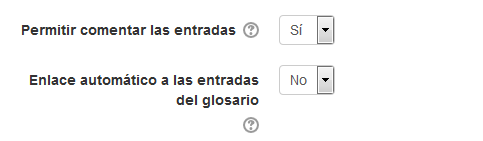 Permitir comentar las entradas Sí
Enlace automático a las entradas No
del glosario